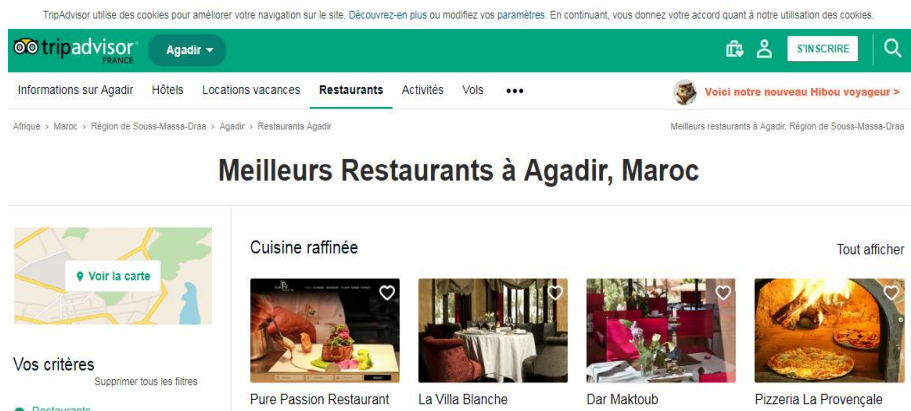 TripAdvisor utilise des cookies pour améliorer votre navigation sur le site. Découvrez-en plus ou modifiez vos paramètres. En continuant, vous donnez votre accord quant à notre utilisation des cookies.
tripadvisor
FRANCE
Agadir
S'INSCRIRE
Informations sur Agadir Hôtels Locations vacances Restaurants Activités Vols •••
Voici notre nouveau Hibou voyageur >
Afrique > Maroc > Région de Souss-Massa-Draa > Agadir > Restaurants Agadir
Meilleurs restaurants à Agadir, Région de Souss-Massa-Draa
Meilleurs Restaurants à Agadir, Maroc
Voir la carte
Cuisine raffinée
Tout afficher
Vos critères
Supprimer tous les filtres
Restaurants
Pure Passion Restaurant
La Villa Blanche
Dar Maktoub
Pizzeria La Provençale